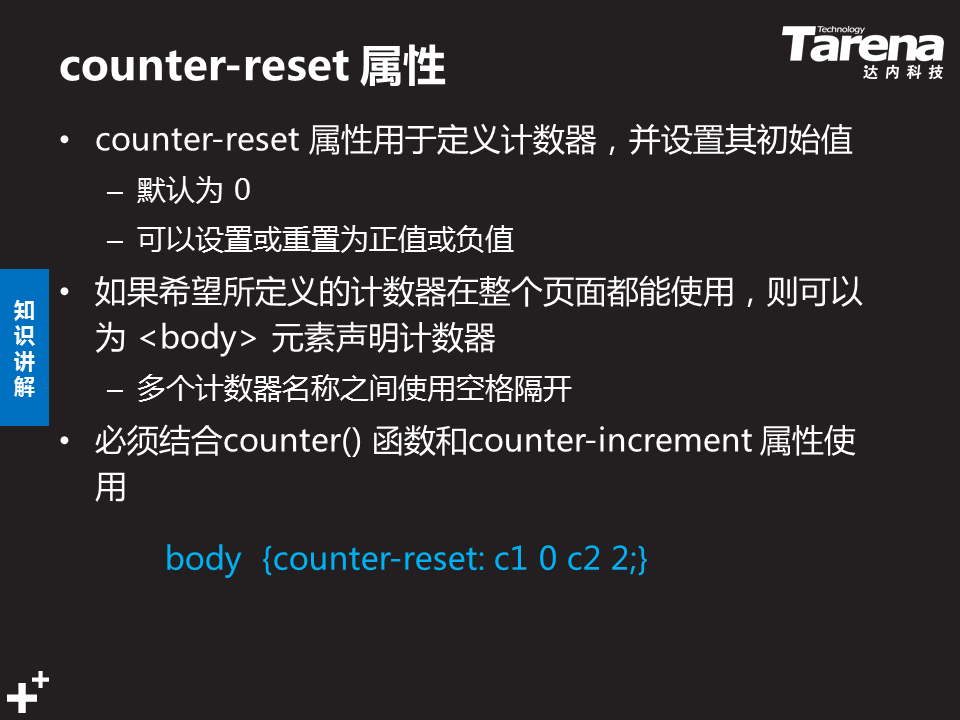 counter-reset 属性
Technology
Tarena
达内科技
• counter-reset 属性用于定义计数器，并设置其初始值
– 默认为 0
– 可以设置或重置为正值或负值
• 如果希望所定义的计数器在整个页面都能使用，则可以
为 <body> 元素声明计数器
– 多个计数器名称之间使用空格隔开
• 必须结合counter() 函数和counter-increment 属性使
用
知
识
讲
解
body {counter-reset: c1 0 c2 2;}